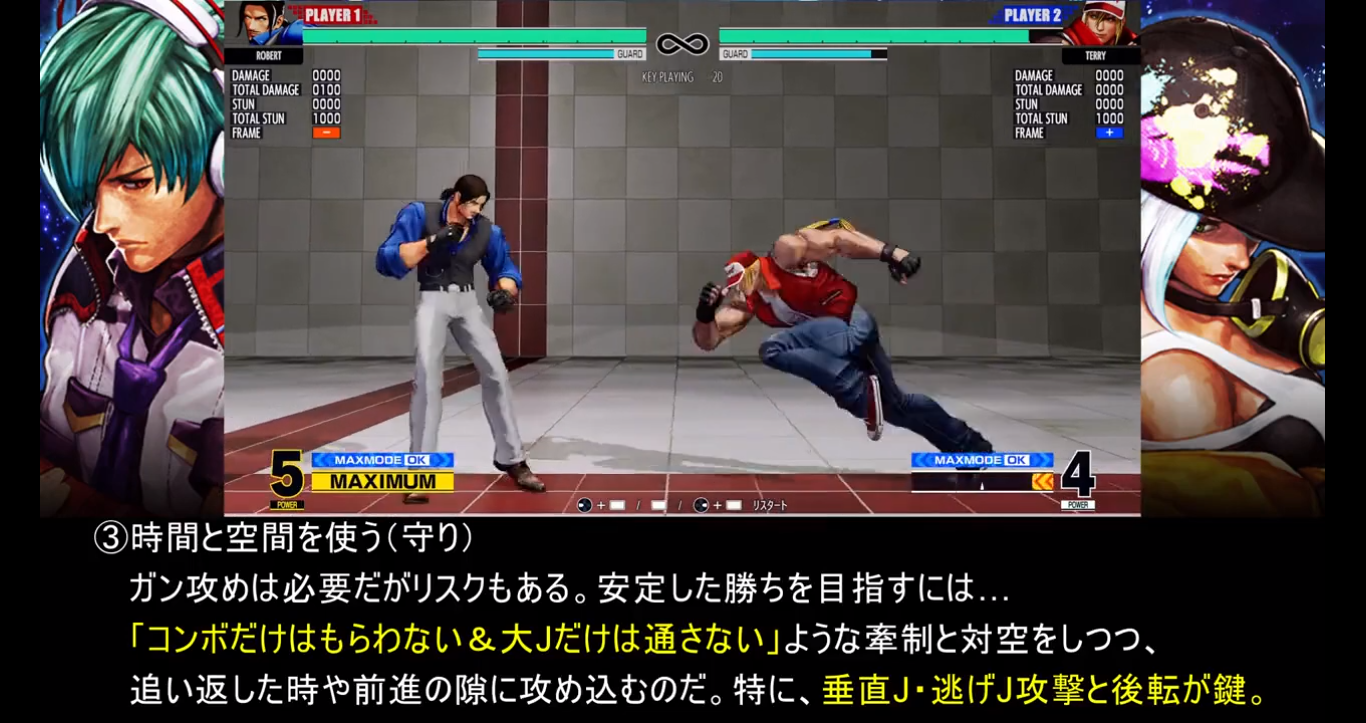 PLAYER 1
PLAYER 2
ROBERT
GUARD
GUARD
TERRY
KEY PLAYING -20
DAMAGE 0000
TOTAL DAMAGE 0100
STUN 0000
TOTAL STUN 1000
FRAME -
DAMAGE 0000
TOTAL DAMAGE 0000
STUN 0000
TOTAL STUN 1000
FRAME +
5
POWER
MAXMODE OK
MAXIMUM
MAXMODE OK
4
POWER
+ / / + リスタート
③時間と空間を使う(守り)
ガン攻めは必要だがリスクもある。安定した勝ちを目指すには…
「コンボだけはもらわない&大Jだけは通さない」ような牽制と対空をしつつ、
追い返した時や前進の隙に攻め込むのだ。特に、垂直J・逃げJ攻撃と後転が鍵。